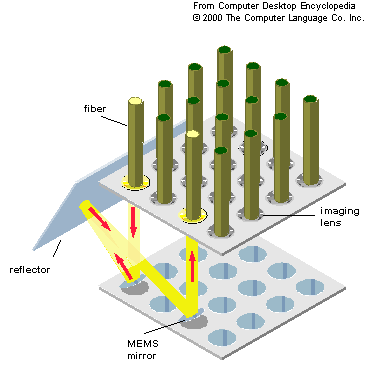 From Computer Desktop Encyclopedia
© 2000 The Computer Language Co. Inc.
fiber
imaging
lens
reflector
MEMS
mirror